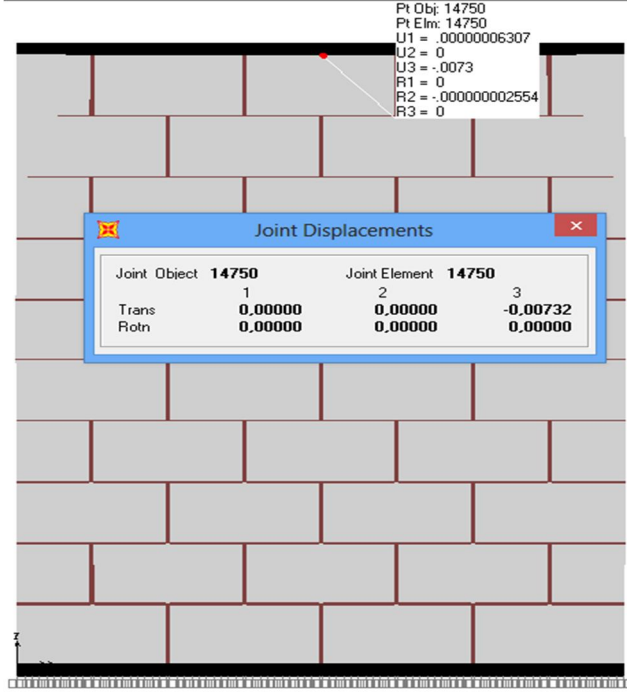 Pt Obj: 14750
Pt Elm: 14750
U1 = .00000006307
U2 = 0
U3 = -.0073
R1 = 0
R2 = -.000000002554
R3 = 0
Joint Displacements
Joint Object 14750 Joint Element 14750
1 2 3
Trans 0,00000 0,00000 -0,00732
Rotn 0,00000 0,00000 0,00000
z